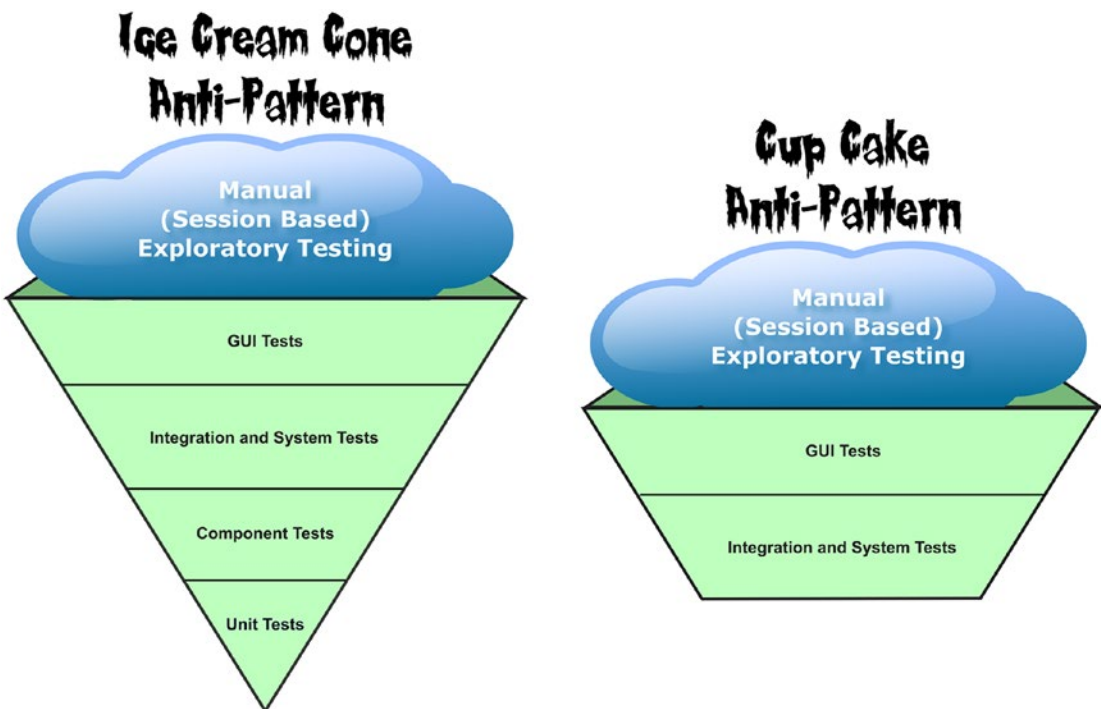 Ice Cream Cone
Anti-Pattern
Manual
(Session Based)
Exploratory Testing
GUI Tests
Integration and System Tests
Component Tests
Unit Tests
Cup Cake
Anti-Pattern
Manual
(Session Based)
Exploratory Testing
GUI Tests
Integration and System Tests